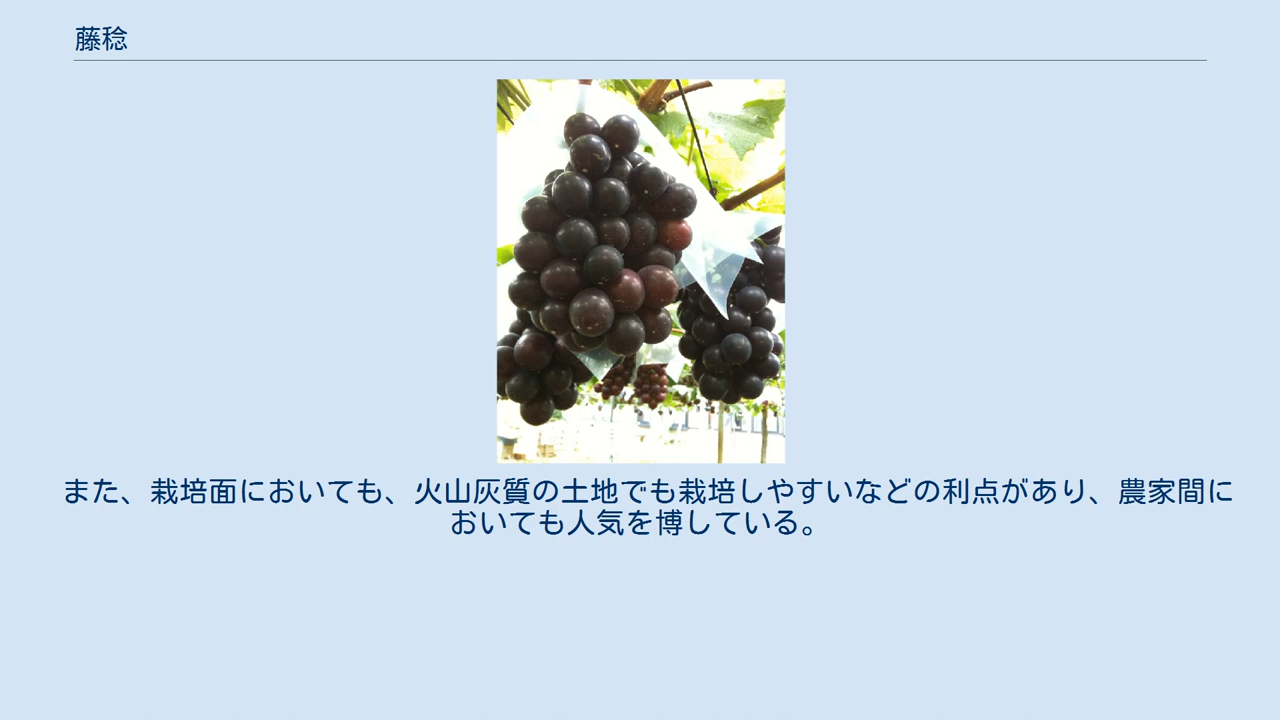 藤稔
また、栽培面においても、火山灰質の土地でも栽培しやすいなどの利点があり、農家間に
おいても人気を博している。